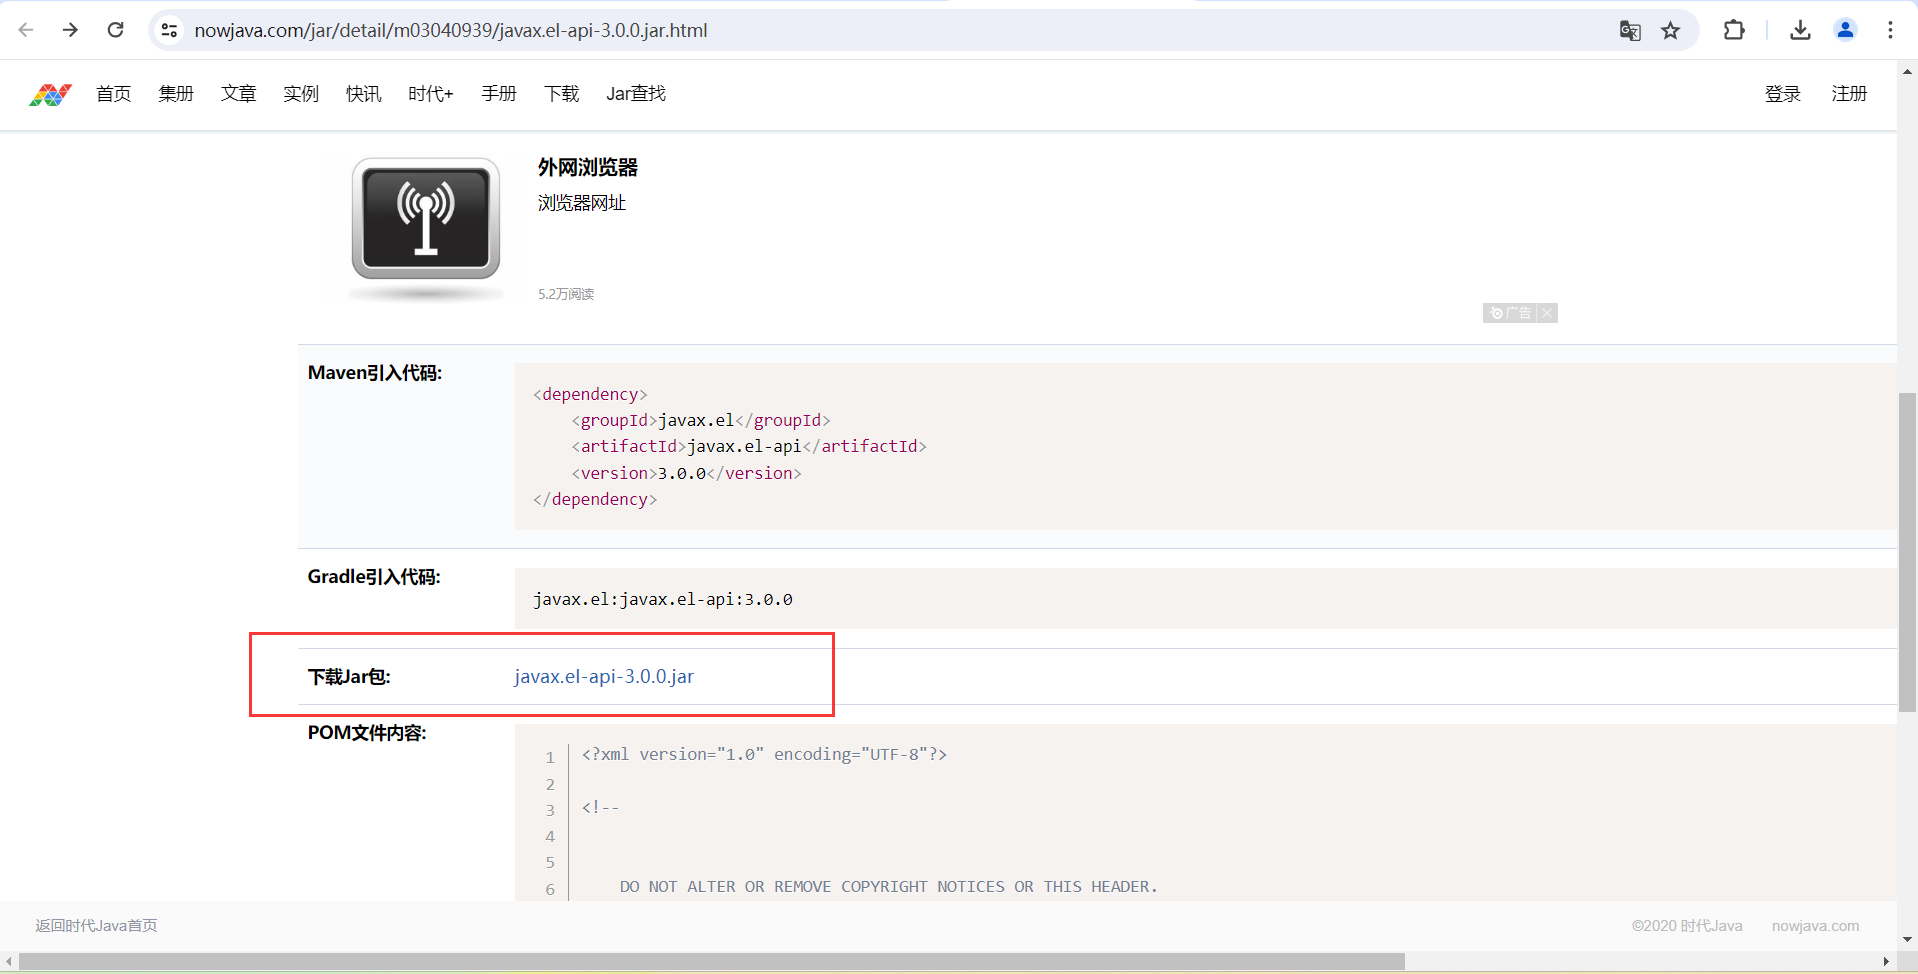 nowjava.com/jar/detail/m03040939/javax.el-api-3.0.0.jar.html
首页 集册 文章 实例 快讯 时代+ 手册 下载 Jar查找 登录 注册
外网浏览器
浏览器网址
5.2万阅读
广告
Maven引入代码:
<dependency>
<groupId>javax.el</groupId>
<artifactId>javax.el-api</artifactId>
<version>3.0.0</version>
</dependency>
Gradle引入代码:
javax.el:javax.el-api:3.0.0
下载Jar包: javax.el-api-3.0.0.jar
POM文件内容:
1 <?xml version="1.0" encoding="UTF-8"?>
2
3 <!--
4
5
6 DO NOT ALTER OR REMOVE COPYRIGHT NOTICES OR THIS HEADER.
返回时代Java首页 ©2020 时代Java nowjava.com